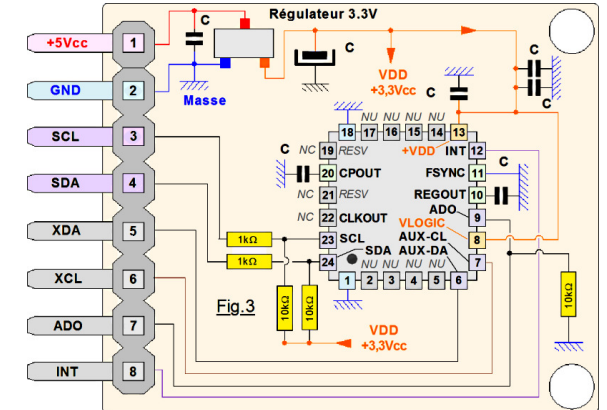 Régulateur 3.3V
+5Vcc 1
C
C
VDD
+3,3Vcc
C
C
C
GND 2
Masse
SCL 3
NU NU NU NU
18 17 16 15 14 13
+VDD
INT 12
NC 19 RESV
C
20 CPOUT
FSYNC 11
C
SDA 4
NC 21 RESV
REGOUT 10
NC 22 CLKOUT
ADO 9
XDA 5
VLOGIC 8
1kΩ
23 SCL
AUX-CL 7
1kΩ
24 SDA
AUX-DA
NU NU NU NU
1 2 3 4 5 6
XCL 6
Fig.3
10kΩ
10kΩ
10kΩ
ADO 7
VDD
+3,3Vcc
INT 8